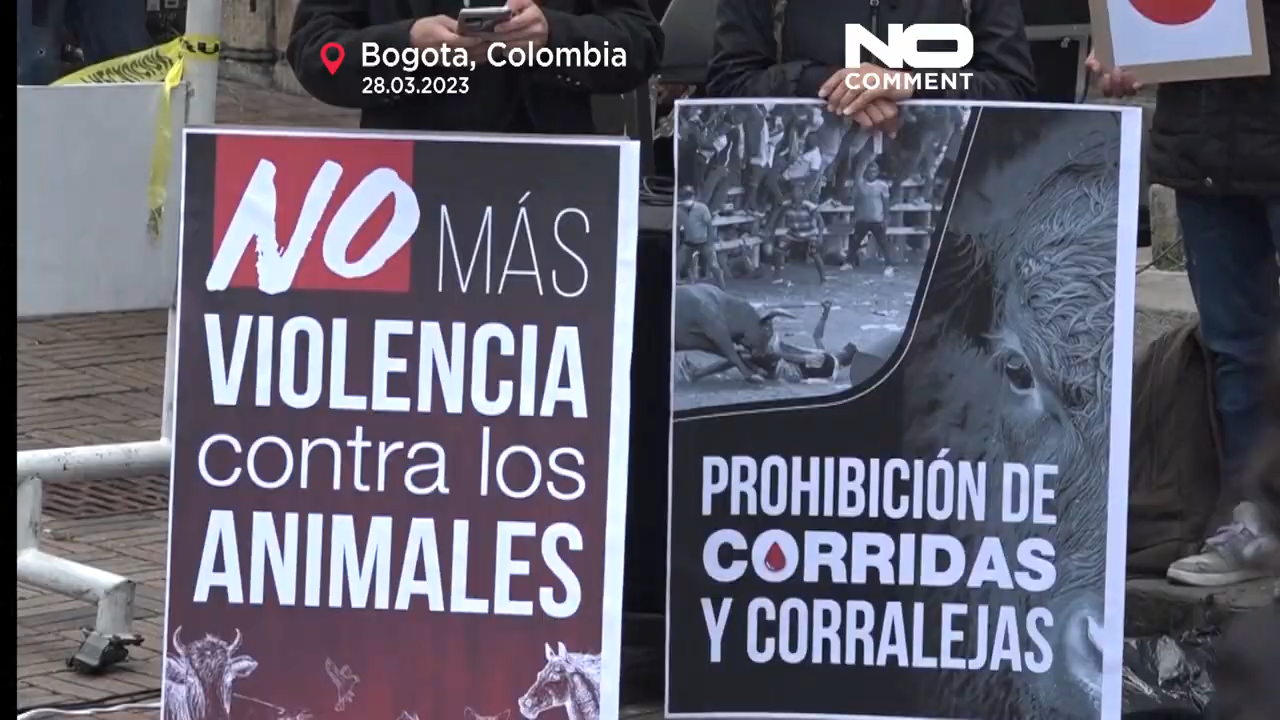 Bogota, Colombia
28.03.2023
NO
COMMENT
NO MÁS
VIOLENCIA
contra los
ANIMALES
PROHIBICIÓN DE
CORRIDAS
Y CORRALEJAS